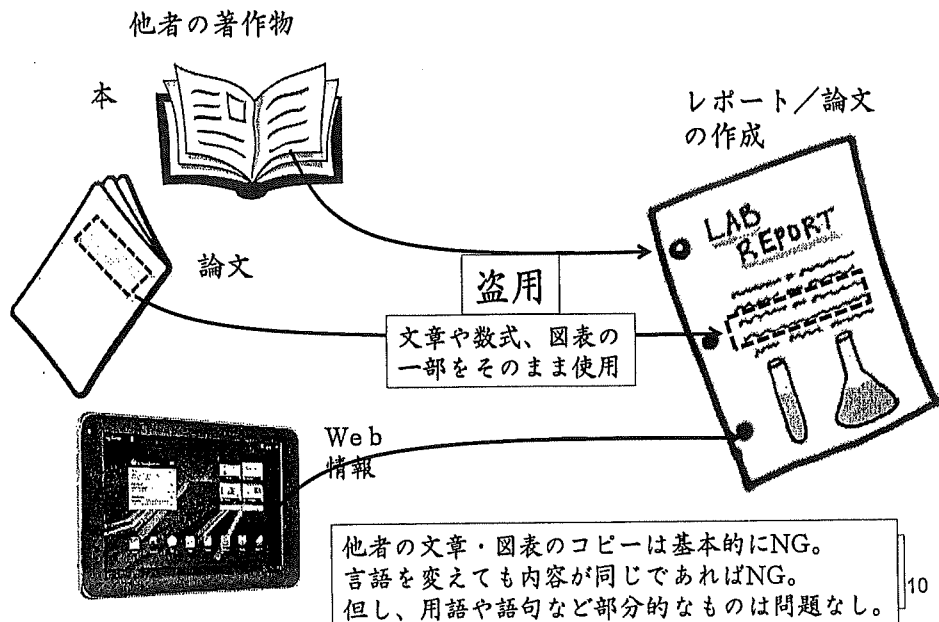 他者の著作物
本
レポート／論文
の作成
LAB
REPORT
論文
盗用
文章や数式、図表の
一部をそのまま使用
Web
情報
他者の文章・図表のコピーは基本的にNG。
言語を変えても内容が同じであればNG。
但し、用語や語句など部分的なものは問題なし。
10